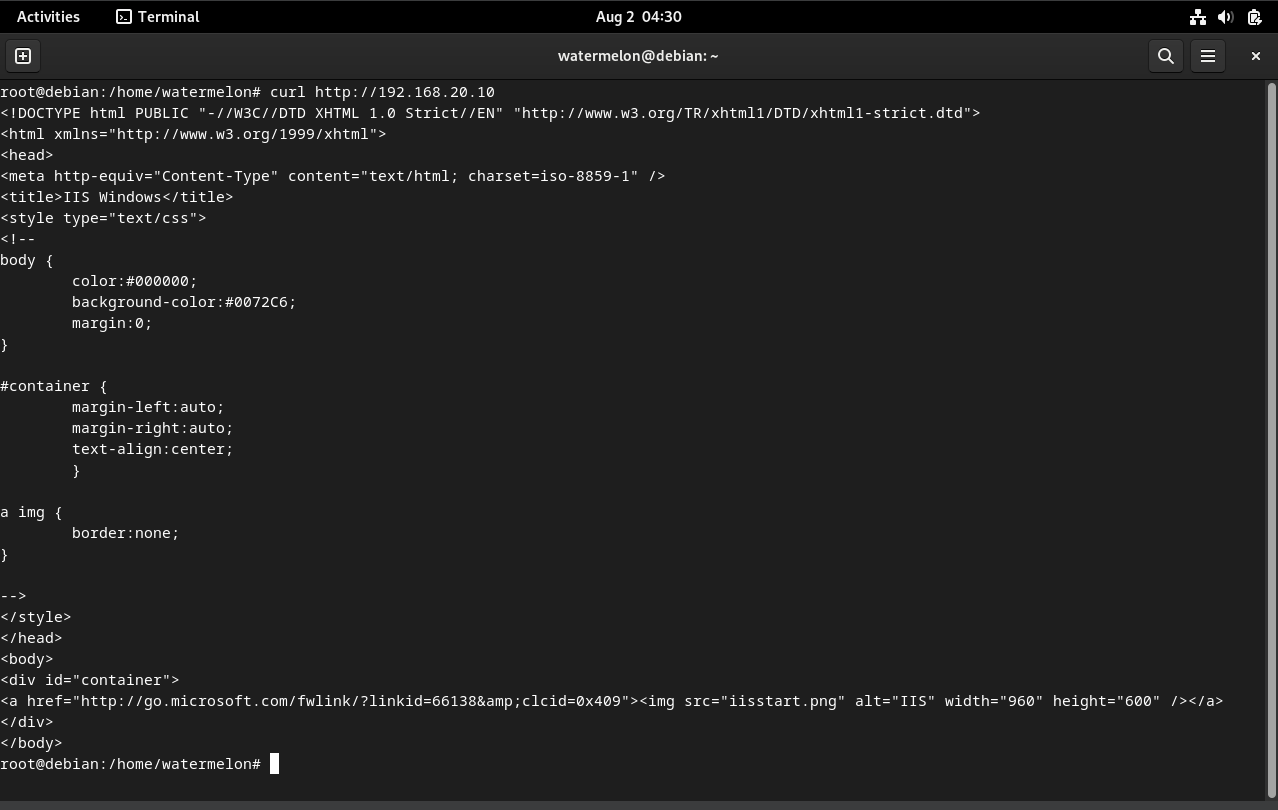 Activities Terminal Aug 2 04:30
watermelon@debian: ~
root@debian:/home/watermelon# curl http://192.168.20.10
<!DOCTYPE html PUBLIC "-//W3C//DTD XHTML 1.0 Strict//EN" "http://www.w3.org/TR/xhtml1/DTD/xhtml1-strict.dtd">
<html xmlns="http://www.w3.org/1999/xhtml">
<head>
<meta http-equiv="Content-Type" content="text/html; charset=iso-8859-1" />
<title>IIS Windows</title>
<style type="text/css">
<!--
body {
        color:#000000;
        background-color:#0072C6;
        margin:0;
}

#container {
        margin-left:auto;
        margin-right:auto;
        text-align:center;
        }

a img {
        border:none;
}

-->
</style>
</head>
<body>
<div id="container">
<a href="http://go.microsoft.com/fwlink/?linkid=66138&amp;clcid=0x409"><img src="iisstart.png" alt="IIS" width="960" height="600" /></a>
</div>
</body>
root@debian:/home/watermelon#